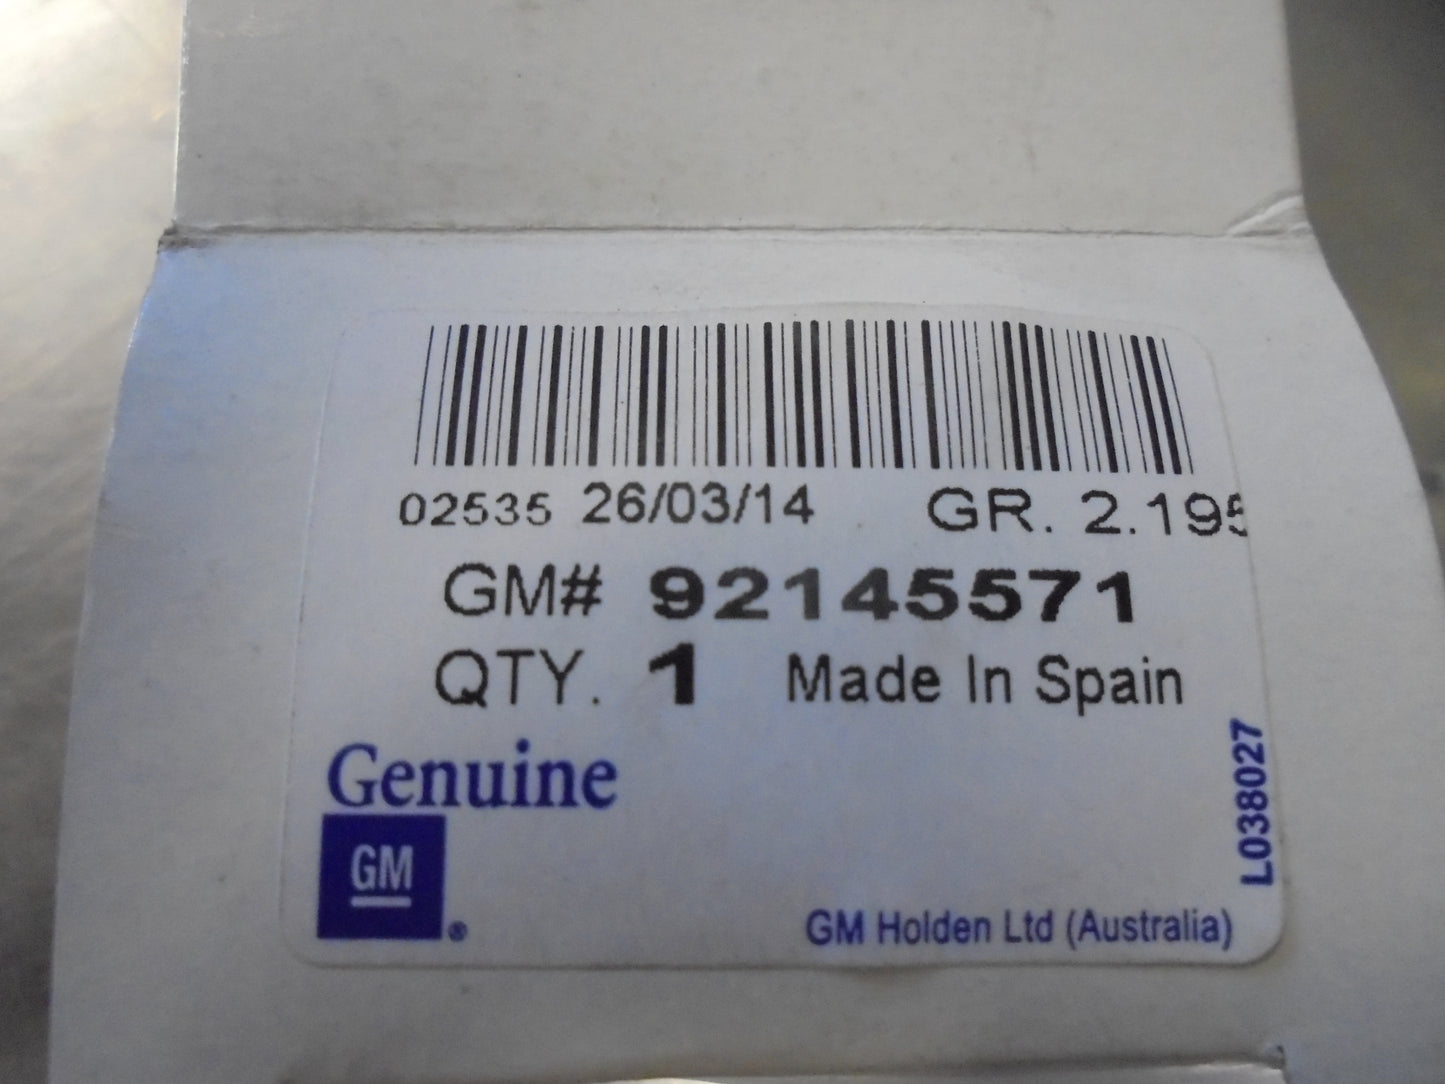 02535 26/03/14 GR. 2.195
GM# 92145571
QTY. 1 Made In Spain
Genuine
GM
®
GM Holden Ltd (Australia)
L038027